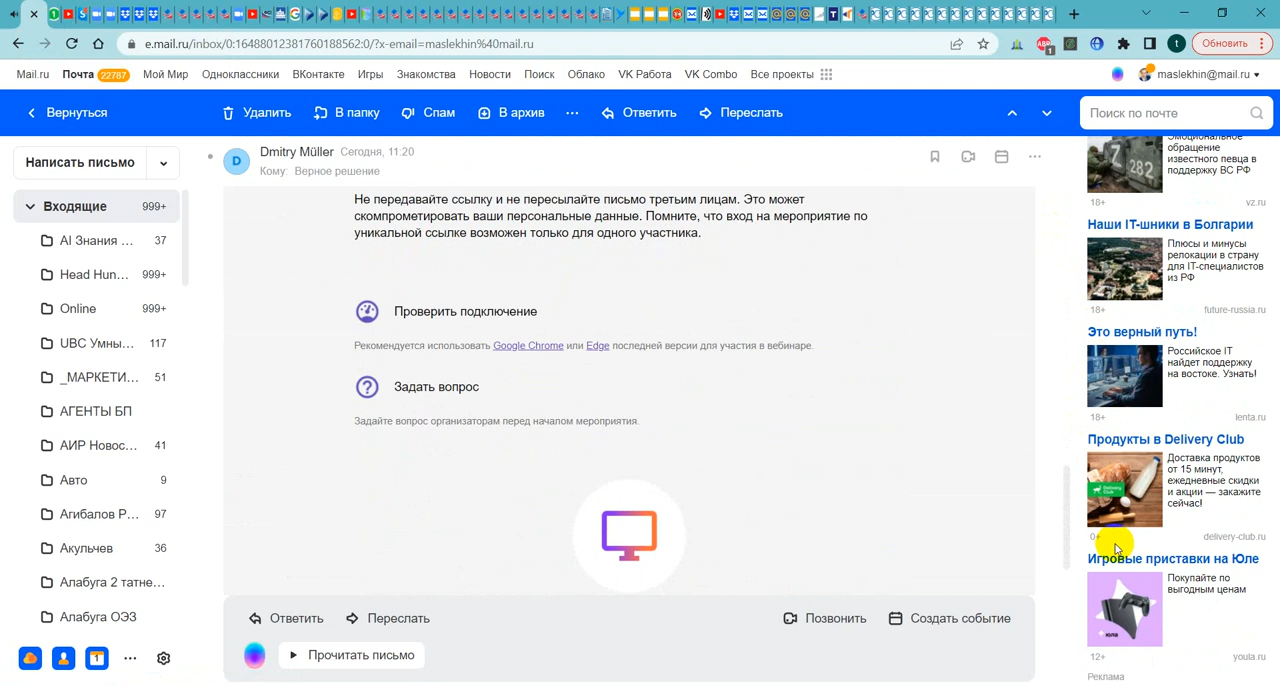 e.mail.ru/inbox/0:16488012381760188562:0/?x-email=maslekhin%40mail.ru
Обновить
Mail.ru Почта 22787 Мой Мир Одноклассники ВКонтакте Игры Знакомства Новости Поиск Облако VK Работа VK Combo Все проекты
maslekhin@mail.ru
Вернуться
Удалить В папку Спам В архив ... Ответить Переслать
Поиск по почте
Написать письмо
Входящие 999+
AI Знания ... 37
Head Hun... 999+
Online 999+
UBC Умны... 117
_МАРКЕТИ... 51
АГЕНТЫ БП
АИР Новос... 41
Авто 9
Агибалов Р... 97
Акульчев 36
Алабуга 2 татне...
Алабуга ОЭЗ
D
Dmitry Müller Сегодня, 11:20
Кому: Верное решение
Не передавайте ссылку и не пересылайте письмо третьим лицам. Это может
скомпрометировать ваши персональные данные. Помните, что вход на мероприятие по
уникальной ссылке возможен только для одного участника.
Проверить подключение
Рекомендуется использовать Google Chrome или Edge последней версии для участия в вебинаре.
Задать вопрос
Задайте вопрос организаторам перед началом мероприятия.
Ответить Переслать
Позвонить Создать событие
Прочитать письмо
Эмоциональное
обращение
известного певца в
поддержку ВС РФ
Z 282
18+ vz.ru
Наши IT-шники в Болгарии
Плюсы и минусы
релокации в страну
для IT-специалистов
из РФ
18+ future-russia.ru
Это верный путь!
Российское IT
найдет поддержку
на востоке. Узнать!
18+ lenta.ru
Продукты в Delivery Club
Доставка продуктов
от 15 минут,
ежедневные скидки
и акции — закажите
сейчас!
0+ delivery-club.ru
Игровые приставки на Юле
Покупайте по
выгодным ценам
юла
12+ youla.ru
Реклама